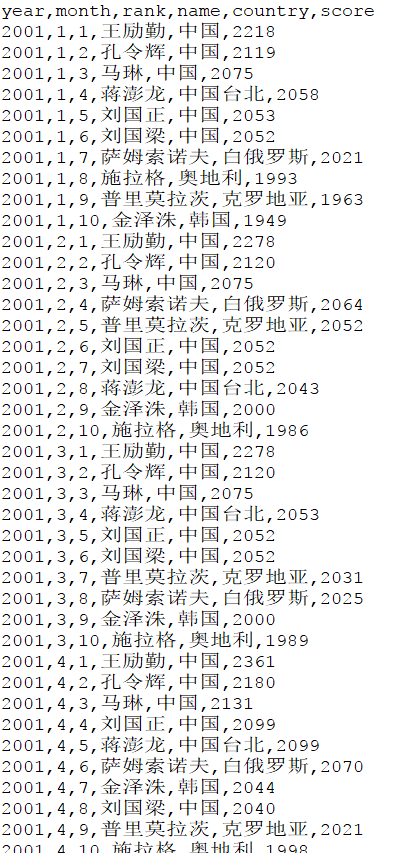 year,month,rank,name,country,score
2001,1,1,王励勤,中国,2218
2001,1,2,孔令辉,中国,2119
2001,1,3,马琳,中国,2075
2001,1,4,蒋澎龙,中国台北,2058
2001,1,5,刘国正,中国,2053
2001,1,6,刘国梁,中国,2052
2001,1,7,萨姆索诺夫,白俄罗斯,2021
2001,1,8,施拉格,奥地利,1993
2001,1,9,普里莫拉茨,克罗地亚,1963
2001,1,10,金泽洙,韩国,1949
2001,2,1,王励勤,中国,2278
2001,2,2,孔令辉,中国,2120
2001,2,3,马琳,中国,2075
2001,2,4,萨姆索诺夫,白俄罗斯,2064
2001,2,5,普里莫拉茨,克罗地亚,2052
2001,2,6,刘国正,中国,2052
2001,2,7,刘国梁,中国,2052
2001,2,8,蒋澎龙,中国台北,2043
2001,2,9,金泽洙,韩国,2000
2001,2,10,施拉格,奥地利,1986
2001,3,1,王励勤,中国,2278
2001,3,2,孔令辉,中国,2120
2001,3,3,马琳,中国,2075
2001,3,4,蒋澎龙,中国台北,2053
2001,3,5,刘国正,中国,2052
2001,3,6,刘国梁,中国,2052
2001,3,7,普里莫拉茨,克罗地亚,2031
2001,3,8,萨姆索诺夫,白俄罗斯,2025
2001,3,9,金泽洙,韩国,2000
2001,3,10,施拉格,奥地利,1989
2001,4,1,王励勤,中国,2361
2001,4,2,孔令辉,中国,2180
2001,4,3,马琳,中国,2131
2001,4,4,刘国正,中国,2099
2001,4,5,蒋澎龙,中国台北,2099
2001,4,6,萨姆索诺夫,白俄罗斯,2070
2001,4,7,金泽洙,韩国,2044
2001,4,8,刘国梁,中国,2040
2001,4,9,普里莫拉茨,克罗地亚,2021
2001,4,10,施拉格,奥地利,1998